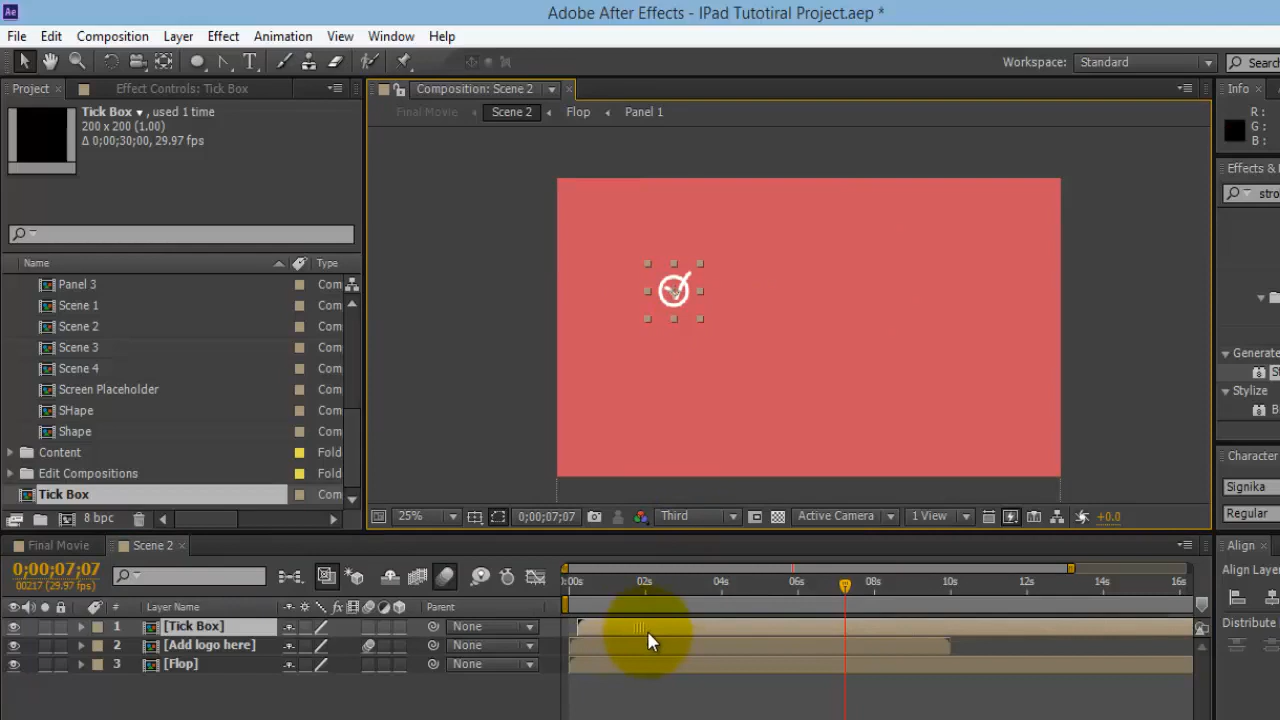 Adobe After Effects - IPad Tutotiral Project.aep *
File Edit Composition Layer Effect Animation View Window Help
Workspace: Standard Search
Project Effect Controls: Tick Box Composition: Scene 2 Info
Tick Box, used 1 time
200 x 200 (1.00)
Δ 0;00;30;00, 29.97 fps
Final Movie Scene 2 Flop Panel 1
R:
G:
B:
Effects &
stro
Name Type
Panel 3 Com
Scene 1 Com
Scene 2 Com
Scene 3 Com
Scene 4 Com
Screen Placeholder Com
SHape Com
Shape Com
Content Fold
Edit Compositions Fold
Tick Box Com
Generate
S
Stylize
B
Character
Signika
Regular
8 bpc
25% 0;00;07;07 Third Active Camera 1 View +0.0
Final Movie Scene 2
Align
Align Layer
Distribute
0;00;07;07
00217 (29.97 fps)
:00s 02s 04s 06s 08s 10s 12s 14s 16s
# Layer Name Parent
1 [Tick Box] None
2 [Add logo here] None
3 [Flop] None